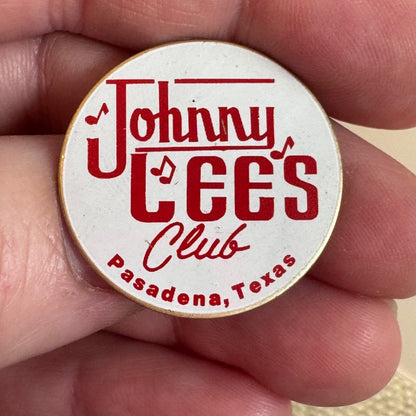 Johnny
Lee's
Club
Pasadena, Texas